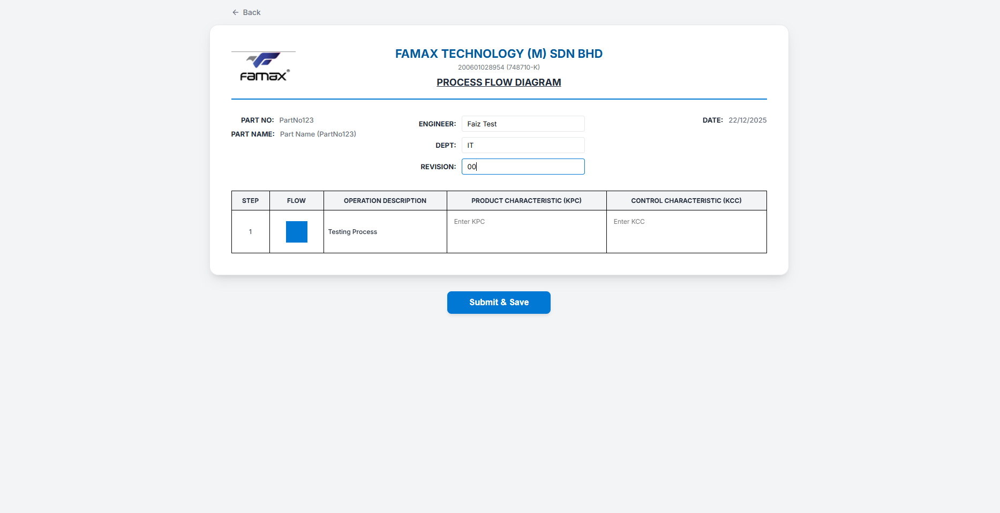 ← Back
famax®
FAMAX TECHNOLOGY (M) SDN BHD
200601028954 (748710-K)
PROCESS FLOW DIAGRAM
PART NO: PartNo123
PART NAME: Part Name (PartNo123)
ENGINEER: Faiz Test
DEPT: IT
REVISION: 00
DATE: 22/12/2025
STEP FLOW OPERATION DESCRIPTION PRODUCT CHARACTERISTIC (KPC) CONTROL CHARACTERISTIC (KCC)
1 Testing Process Enter KPC Enter KCC
Submit & Save